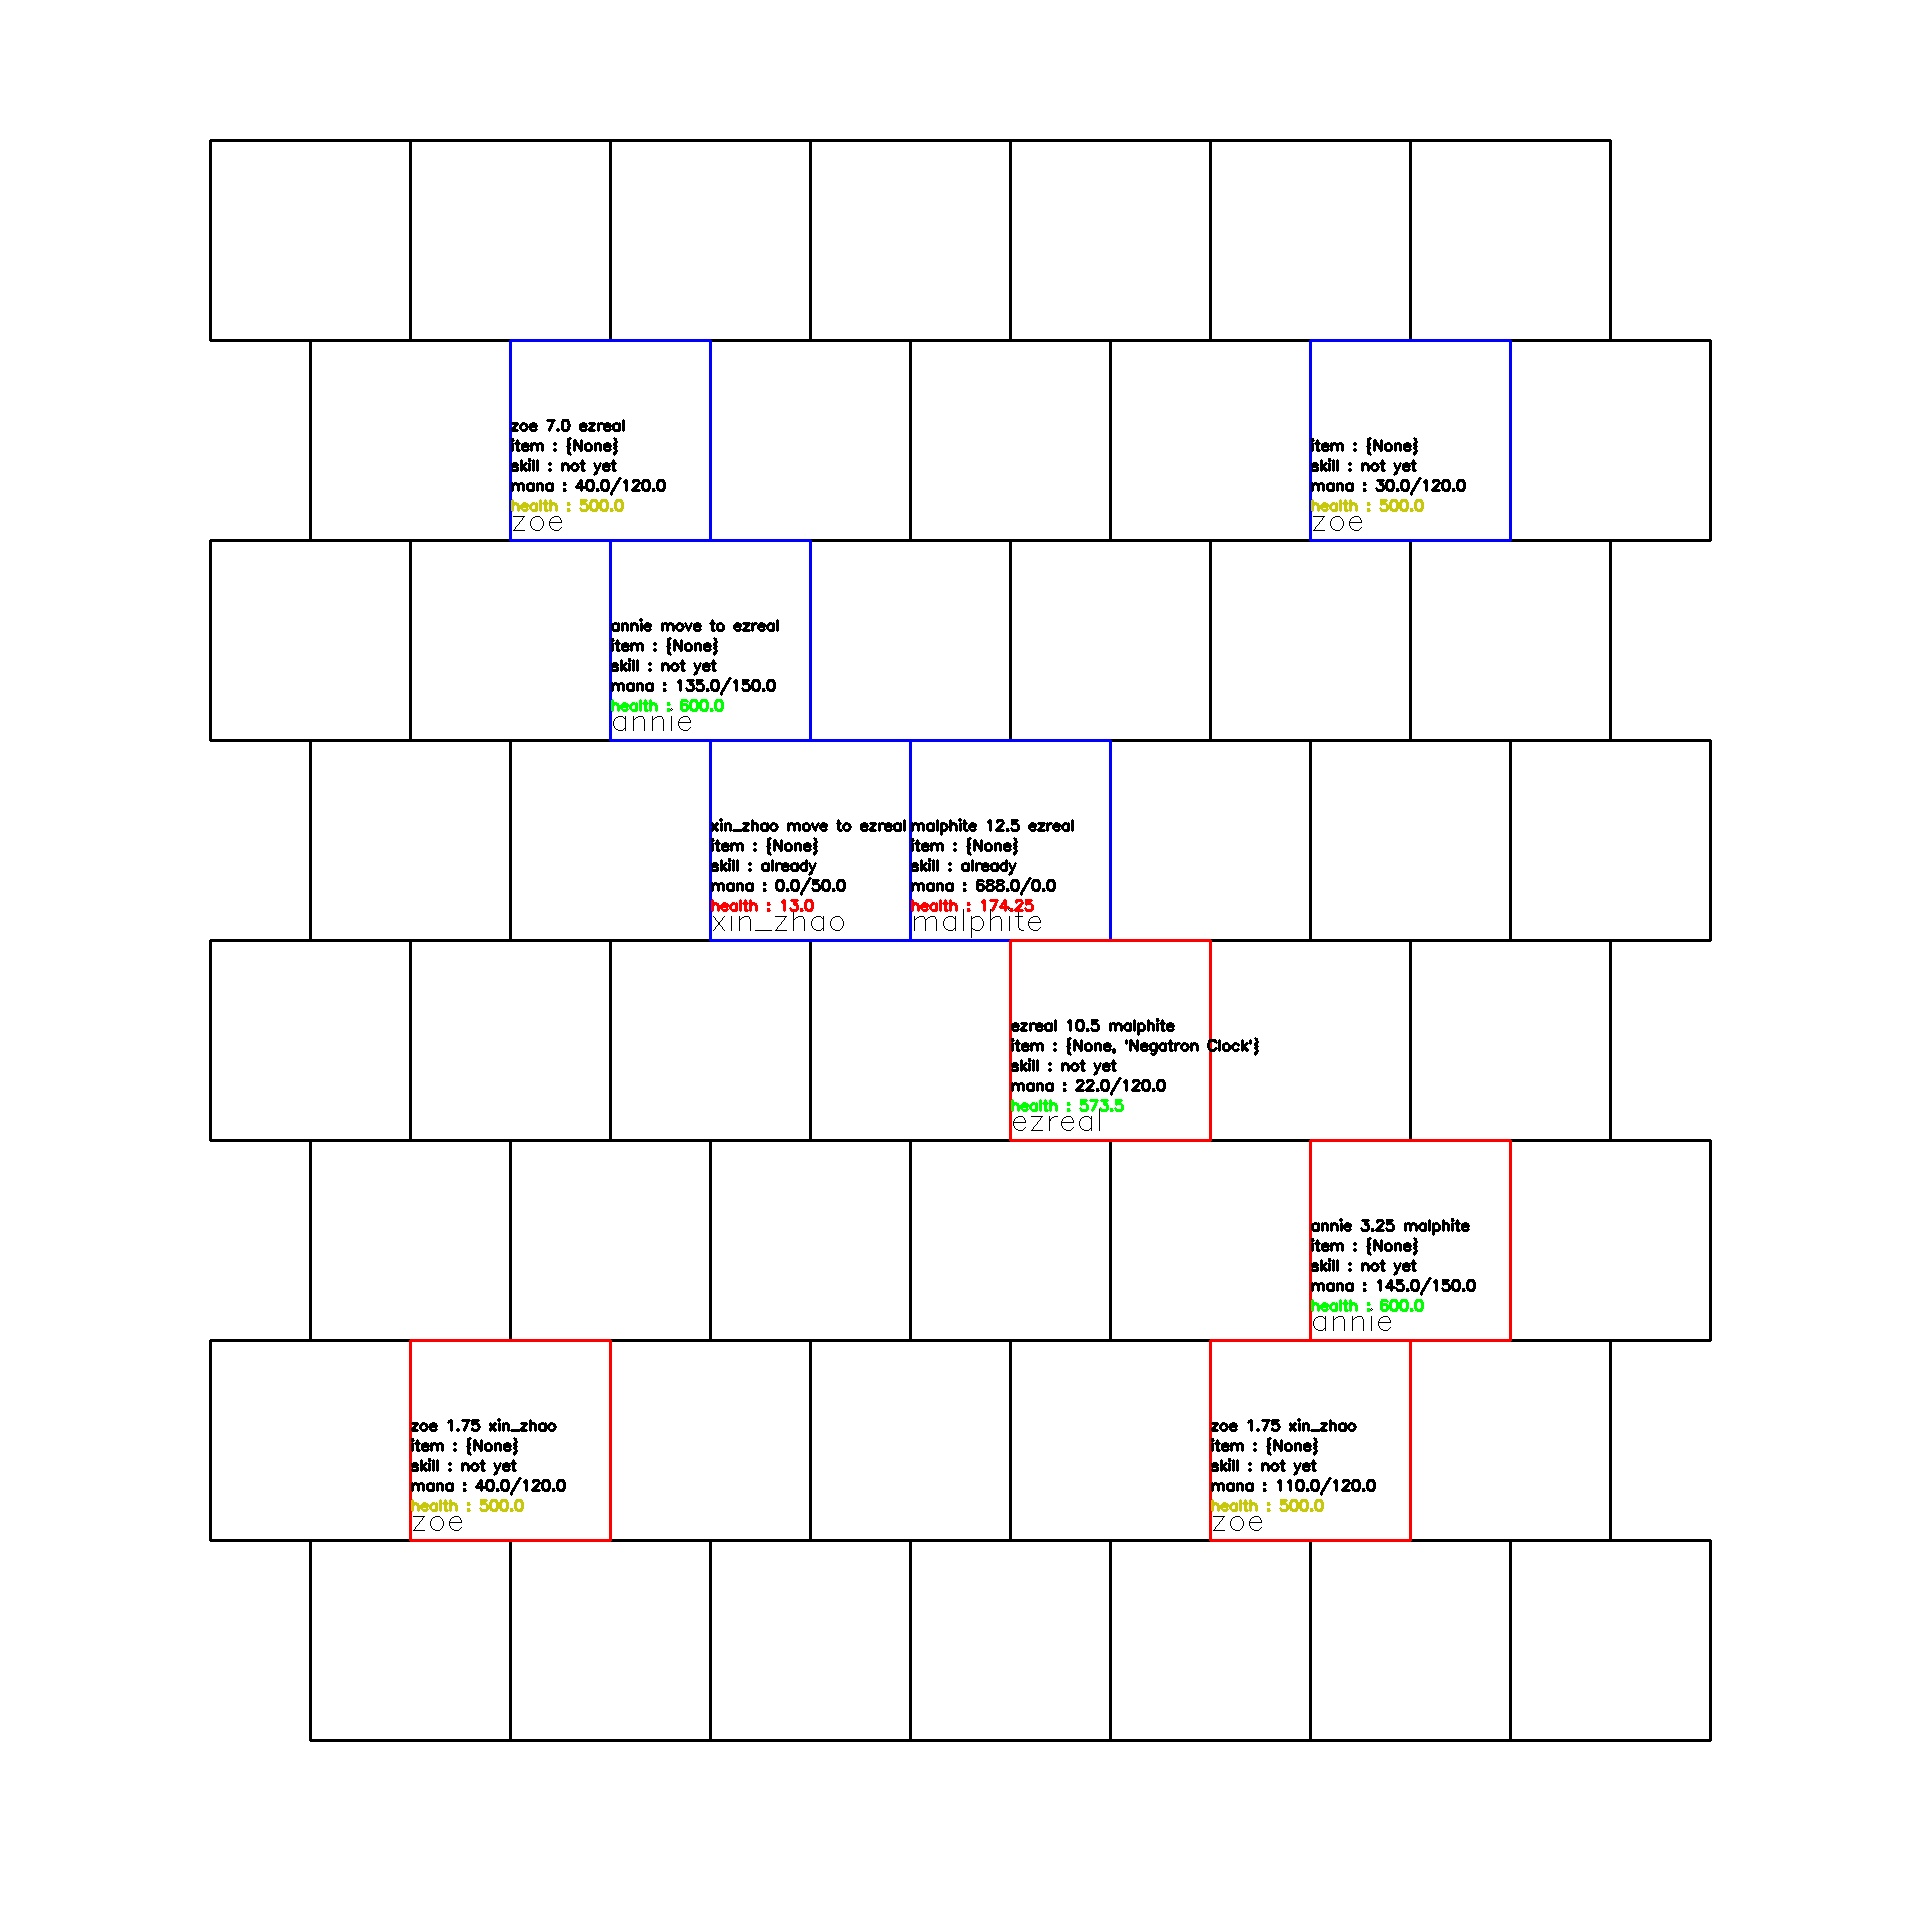 zoe 7.0 ezreal
item : {None}
skill : not yet
mana : 40.0/120.0
health : 500.0
zoe
item : {None}
skill : not yet
mana : 30.0/120.0
health : 500.0
zoe
annie move to ezreal
item : {None}
skill : not yet
mana : 135.0/150.0
health : 600.0
annie
xin_zhao move to ezreal
item : {None}
skill : already
mana : 0.0/50.0
health : 13.0
xin_zhao
malphite 12.5 ezreal
item : {None}
skill : already
mana : 688.0/0.0
health : 174.25
malphite
ezreal 10.5 malphite
item : {None, 'Negatron Clock'}
skill : not yet
mana : 22.0/120.0
health : 573.5
ezreal
annie 3.25 malphite
item : {None}
skill : not yet
mana : 145.0/150.0
health : 600.0
annie
zoe 1.75 xin_zhao
item : {None}
skill : not yet
mana : 40.0/120.0
health : 500.0
zoe
zoe 1.75 xin_zhao
item : {None}
skill : not yet
mana : 110.0/120.0
health : 500.0
zoe